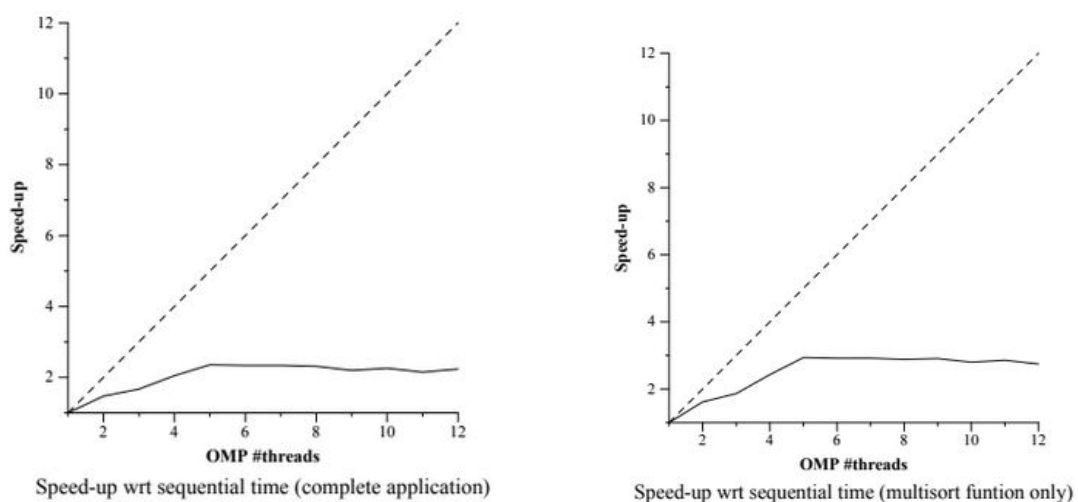 12
10
8
6
4
2
Speed-up
2 4 6 8 10 12
OMP #threads
Speed-up wrt sequential time (complete application)
12
10
8
6
4
2
Speed-up
2 4 6 8 10 12
OMP #threads
Speed-up wrt sequential time (multisort funtion only)